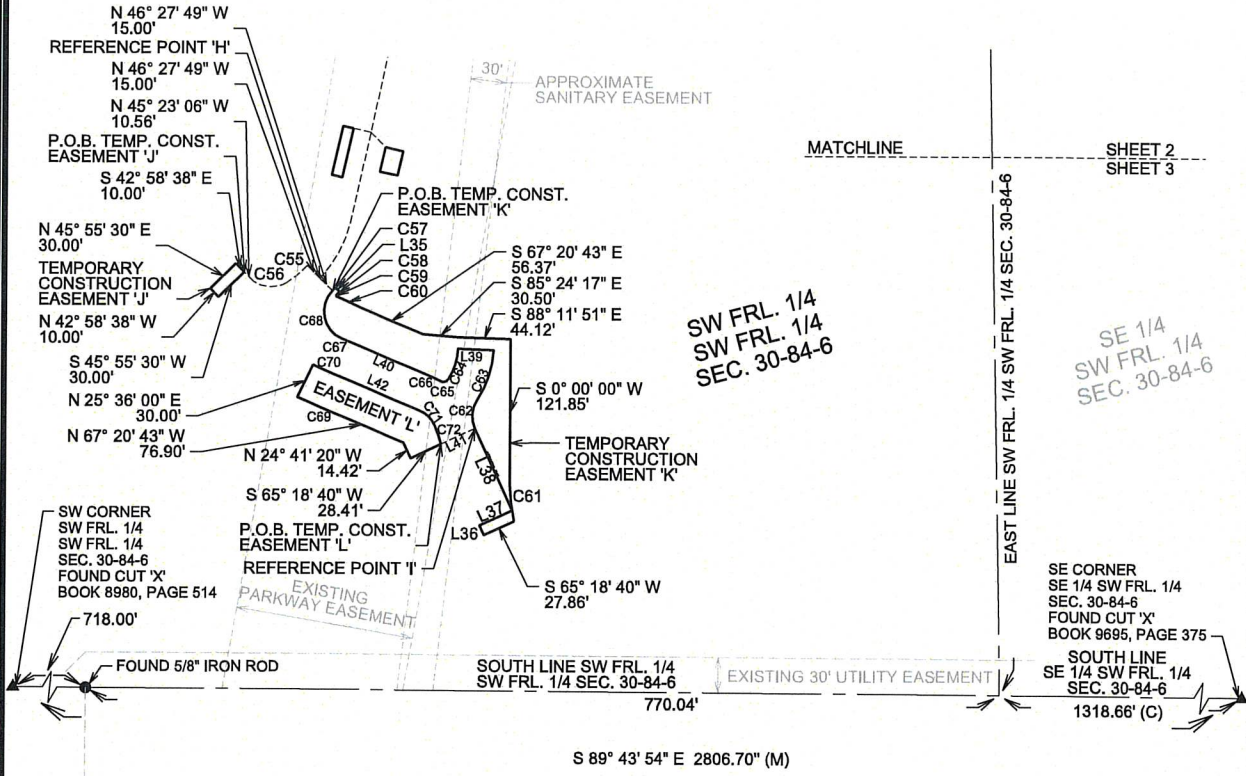 N 46° 27' 49" W
15.00'
REFERENCE POINT 'H'
N 46° 27' 49" W
15.00'
N 45° 23' 06" W
10.56'
P.O.B. TEMP. CONST.
EASEMENT 'J'
S 42° 58' 38" E
10.00'
N 45° 55' 30" E
30.00'
TEMPORARY
CONSTRUCTION
EASEMENT 'J'
N 42° 58' 38" W
10.00'
S 45° 55' 30" W
30.00'
N 25° 36' 00" E
30.00'
N 67° 20' 43" W
76.90'
N 24° 41' 20" W
14.42'
S 65° 18' 40" W
28.41'
P.O.B. TEMP. CONST.
EASEMENT 'L'
REFERENCE POINT 'I'
30'
APPROXIMATE
SANITARY EASEMENT
P.O.B. TEMP. CONST.
EASEMENT 'K'
C57
L35
C58
C59
C60
S 67° 20' 43" E
56.37'
S 85° 24' 17" E
30.50'
S 88° 11' 51" E
44.12'
S 0° 00' 00" W
121.85'
TEMPORARY
CONSTRUCTION
EASEMENT 'K'
C55
C56
C68
C67
C70
L40
L42
C66
C65
C64
L39
C63
C62
C71
C72
L41
C69
EASEMENT 'L'
L38
C61
L37
L36
S 65° 18' 40" W
27.86'
MATCHLINE
SHEET 2
SHEET 3
SW FRL. 1/4
SW FRL. 1/4
SEC. 30-84-6
EAST LINE SW FRL. 1/4 SW FRL. 1/4 SEC. 30-84-6
SE 1/4
SW FRL. 1/4
SEC. 30-84-6
SW CORNER
SW FRL. 1/4
SW FRL. 1/4
SEC. 30-84-6
FOUND CUT 'X'
BOOK 8980, PAGE 514
718.00'
FOUND 5/8" IRON ROD
EXISTING
PARKWAY EASEMENT
SOUTH LINE SW FRL. 1/4
SW FRL. 1/4 SEC. 30-84-6
770.04'
EXISTING 30' UTILITY EASEMENT
SE CORNER
SE 1/4 SW FRL. 1/4
SEC. 30-84-6
FOUND CUT 'X'
BOOK 9695, PAGE 375
SOUTH LINE
SE 1/4 SW FRL. 1/4
SEC. 30-84-6
1318.66' (C)
S 89° 43' 54" E 2806.70" (M)